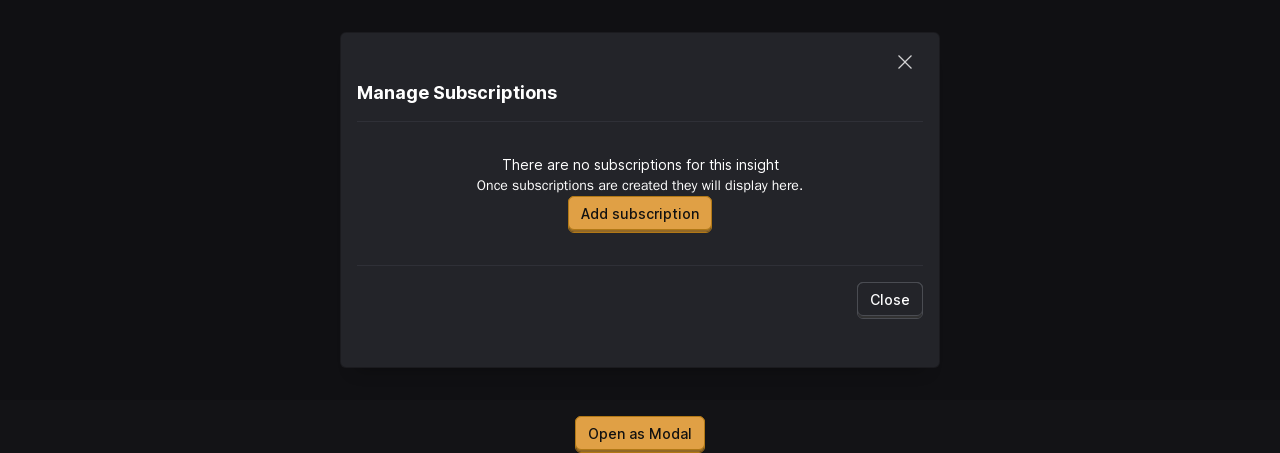 Manage Subscriptions
There are no subscriptions for this insight
Once subscriptions are created they will display here.
Add subscription
Close
Open as Modal